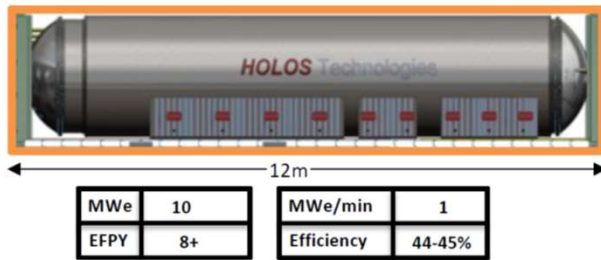 HOLOS Technologies
12m
MWe 10
EFPY 8+
MWe/min 1
Efficiency 44-45%